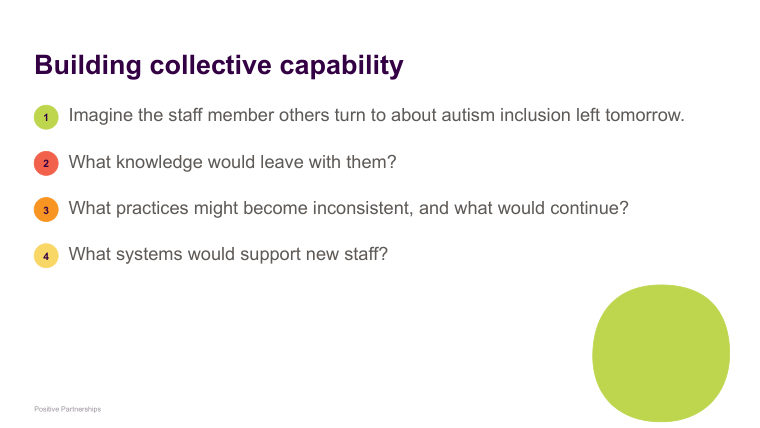 Building collective capability
1 Imagine the staff member others turn to about autism inclusion left tomorrow.
2 What knowledge would leave with them?
3 What practices might become inconsistent, and what would continue?
4 What systems would support new staff?
Positive Partnerships